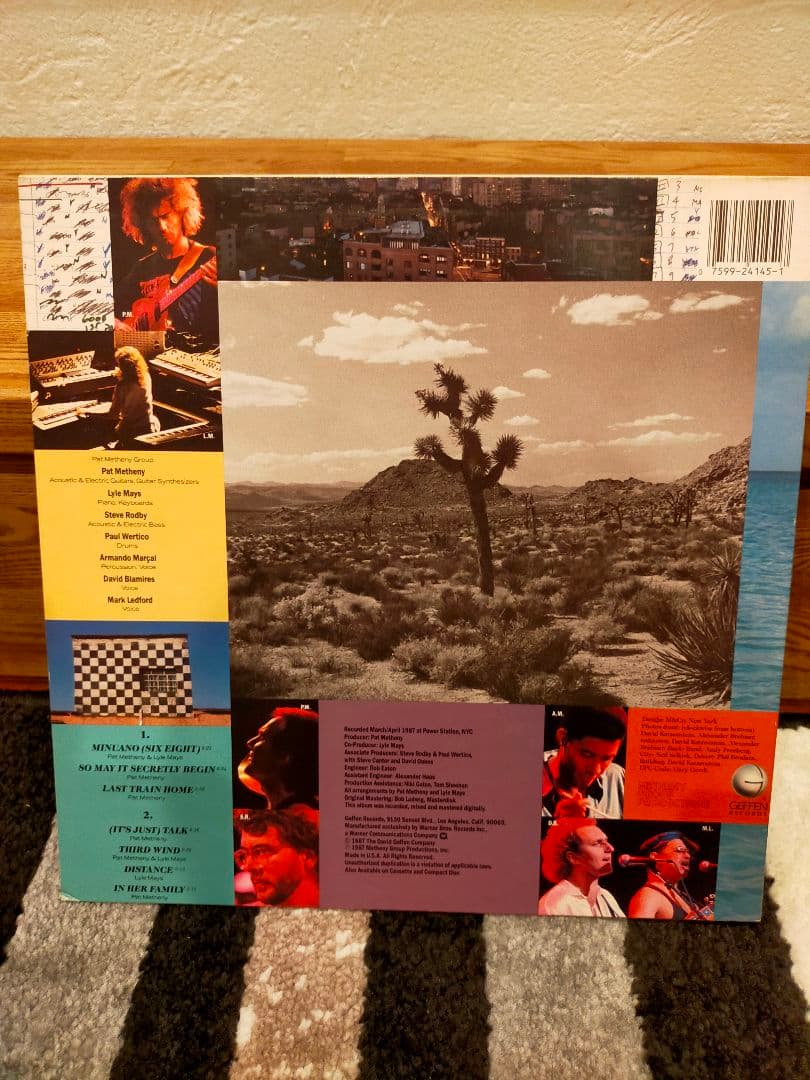 P.M.
7599-24145-1
L.M.
Pat Metheny Group
Pat Metheny
Acoustic & Electric Guitars, Guitar Synthesizers
Lyle Mays
Piano, Keyboards
Steve Rodby
Acoustic & Electric Bass
Paul Wertico
Drums
Armando Marçal
Percussion, Voice
David Blamires
Voice
Mark Ledford
Voice
1.
MINUANO (SIX EIGHT)
Pat Metheny & Lyle Mays
SO MAY IT SECRETLY BEGIN
Pat Metheny
LAST TRAIN HOME
Pat Metheny
2.
(IT'S JUST) TALK
Pat Metheny
THIRD WIND
Pat Metheny & Lyle Mays
DISTANCE
Lyle Mays
IN HER FAMILY
Pat Metheny
P.W.
S.R.
Recorded March/April 1987 at Power Station, NYC
Producer: Pat Metheny
Co-Producer: Lyle Mays
Associate Producers: Steve Rodby & Paul Wertico,
with Steve Cantor and David Oakes
Engineer: Rob Eaton
Assistant Engineer: Alexander Haas
All arrangements by Pat Metheny and Lyle Mays
Original Mastering: Bob Ludwig, Masterdisk.
This album was recorded, mixed and mastered digitally.
Geffen Records, 9130 Sunset Blvd., Los Angeles, Calif. 90069.
Manufactured exclusively by Warner Bros. Records Inc.,
a Warner Communications Company
℗ 1987 The David Geffen Company
© 1987 Metheny Group Productions, Inc.
Made in U.S.A. All Rights Reserved.
Unauthorized duplication is a violation of applicable laws.
Also Available on Cassette and Compact Disc
A.M.
D.B.
M.L.
Design: M&Co. New York
Photos front: (clockwise from bottom)
GEFFEN
RECORDS